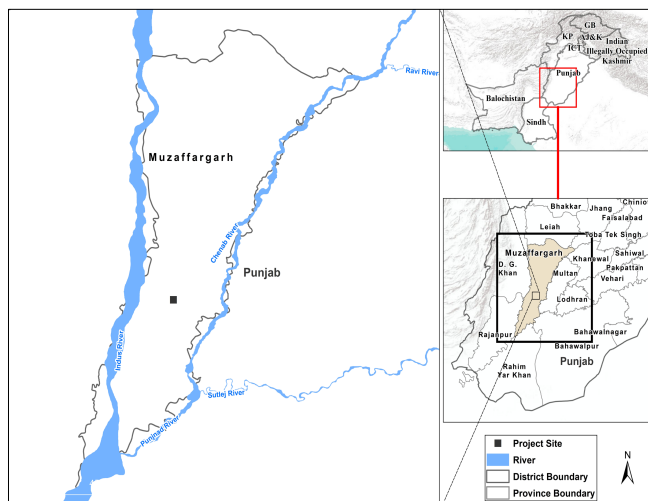 Ravi River
Muzaffargarh
Chenab River
Punjab
Indus River
Sutlej River
Punjnad River
GB
KP
AJ&K
ICT
Indian
Illegally Occupied
Kashmir
Punjab
Balochistan
Sindh
Bhakkar
Jhang
Chiniot
Faisalabad
Leiah
Toba Tek Singh
Muzaffargarh
Khanewal
Sahiwal
D. G.
Khan
Multan
Pakpattan
Vehari
Lodhran
Rajanpur
Bahawalnagar
Bahawalpur
Punjab
Rahim
Yar Khan
Project Site
River
District Boundary
Province Boundary
N